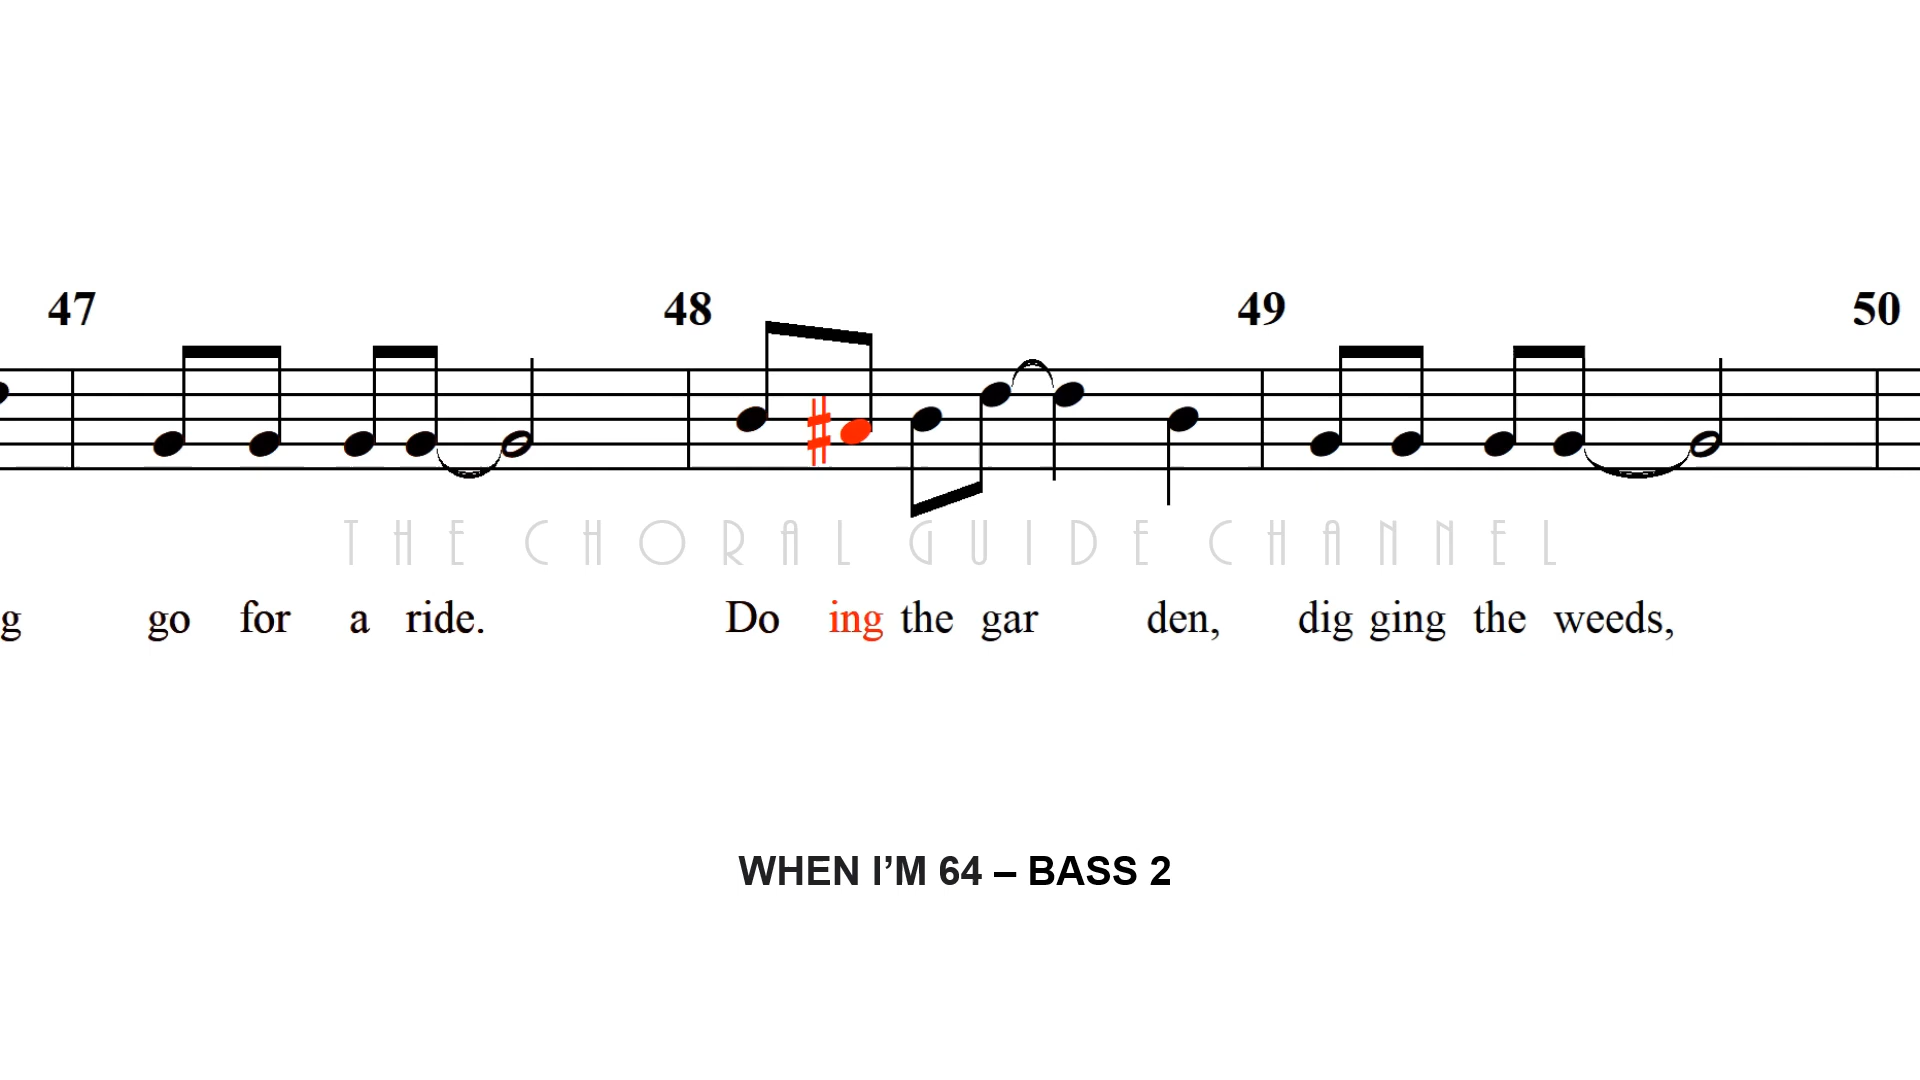 47 48 49 50
THE CHORAL GUIDE CHANNEL
g go for a ride. Do ing the gar den, dig ging the weeds,
WHEN I’M 64 – BASS 2